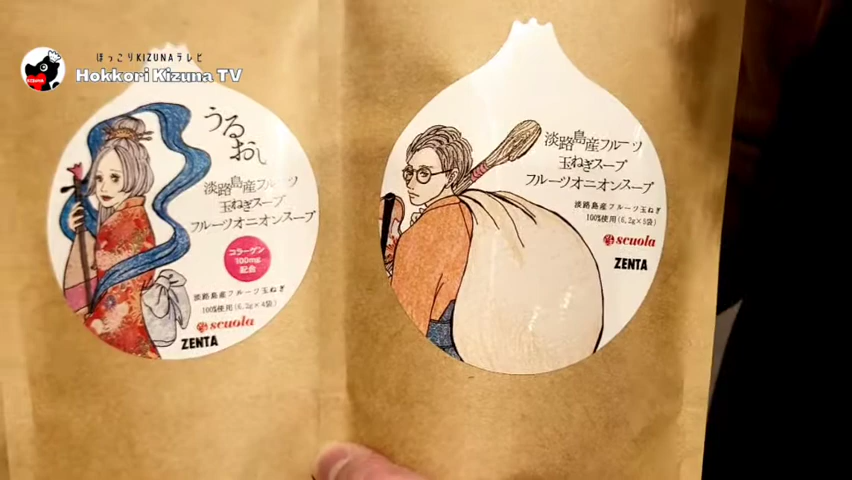 ほっこりKIZUNAテレビ
Hokkori Kizuna TV
うる
おい
淡路島産フルーツ
玉ねぎスープ
フルーツオニオンスープ
コラーゲン
100mg
配合
淡路島産フルーツ玉ねぎ
100%使用(6.2g×4袋)
scuola
ZENTA
淡路島産フルーツ
玉ねぎスープ
フルーツオニオンスープ
淡路島産フルーツ玉ねぎ
100%使用(6.2g×5袋)
scuola
ZENTA